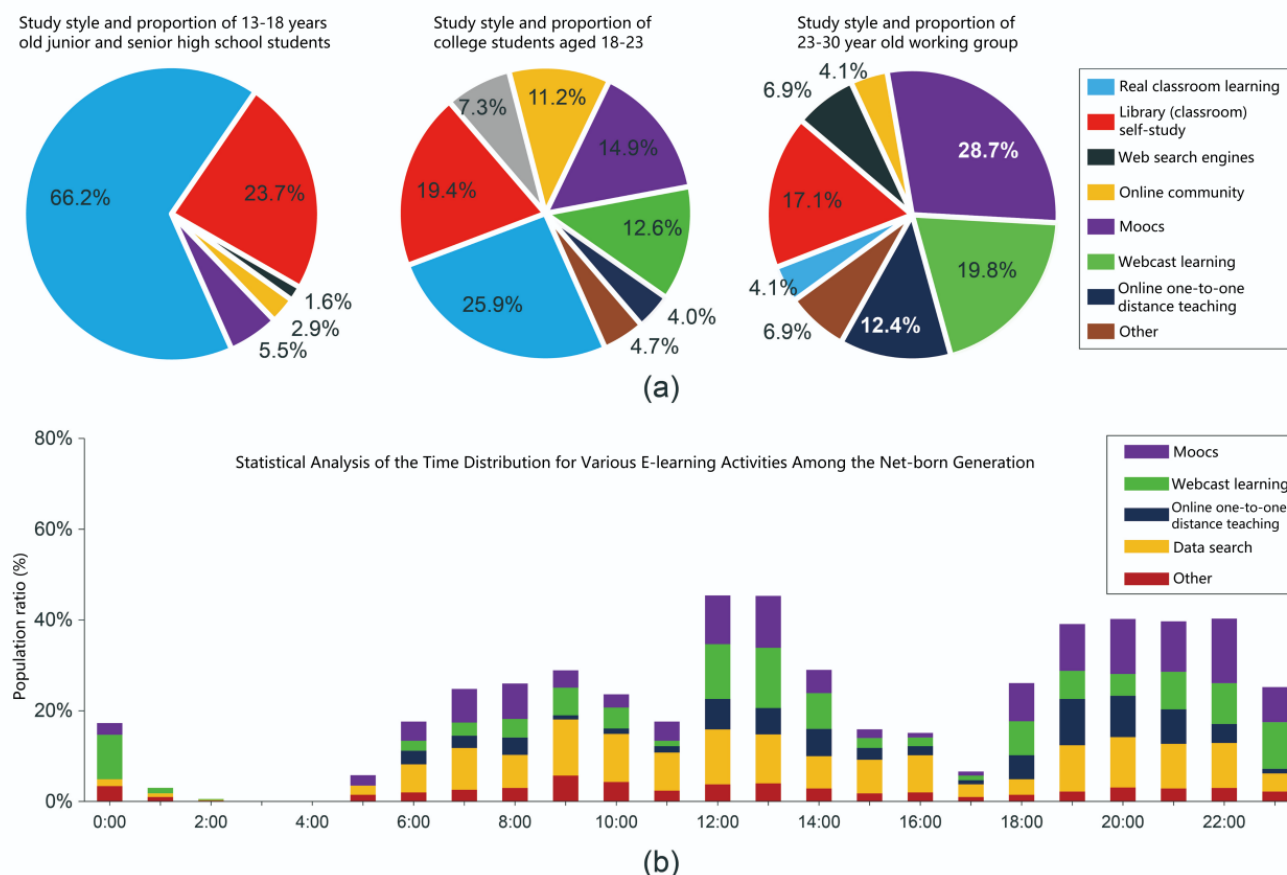 Study style and proportion of 13-18 years
old junior and senior high school students
Study style and proportion of
college students aged 18-23
Study style and proportion of
23-30 year old working group
66.2%
23.7%
1.6%
2.9%
5.5%
7.3%
11.2%
14.9%
19.4%
12.6%
25.9%
4.0%
4.7%
4.1%
6.9%
28.7%
17.1%
19.8%
4.1%
12.4%
6.9%
Real classroom learning
Library (classroom)
self-study
Web search engines
Online community
Moocs
Webcast learning
Online one-to-one
distance teaching
Other
(a)
Statistical Analysis of the Time Distribution for Various E-learning Activities Among the Net-born Generation
Population ratio (%)
80%
60%
40%
20%
0%
Moocs
Webcast learning
Online one-to-one
distance teaching
Data search
Other
0:00
2:00
4:00
6:00
8:00
10:00
12:00
14:00
16:00
18:00
20:00
22:00
(b)